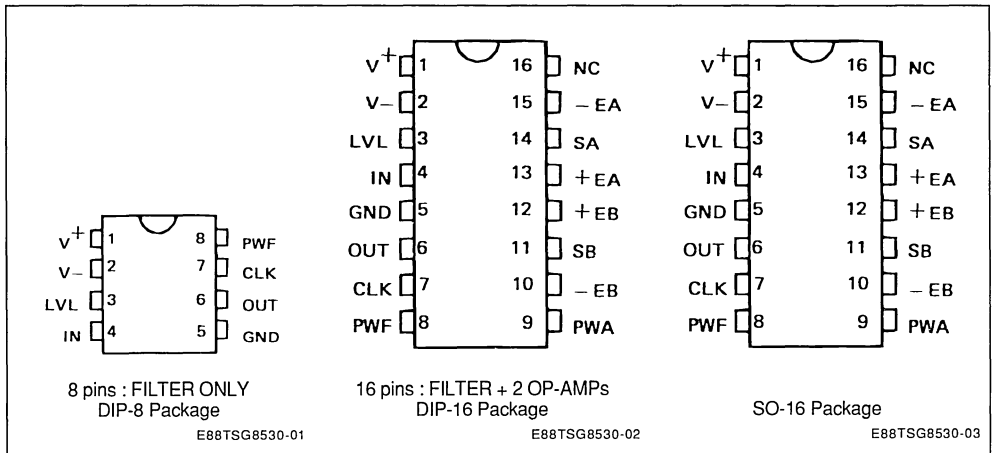 V+ 1 8 PWF
V- 2 7 CLK
LVL 3 6 OUT
IN 4 5 GND
8 pins : FILTER ONLY
DIP-8 Package
E88TSG8530-01
V+ 1 16 NC
V- 2 15 -EA
LVL 3 14 SA
IN 4 13 +EA
GND 5 12 +EB
OUT 6 11 SB
CLK 7 10 -EB
PWF 8 9 PWA
16 pins : FILTER + 2 OP-AMPs
DIP-16 Package
E88TSG8530-02
V+ 1 16 NC
V- 2 15 -EA
LVL 3 14 SA
IN 4 13 +EA
GND 5 12 +EB
OUT 6 11 SB
CLK 7 10 -EB
PWF 8 9 PWA
SO-16 Package
E88TSG8530-03